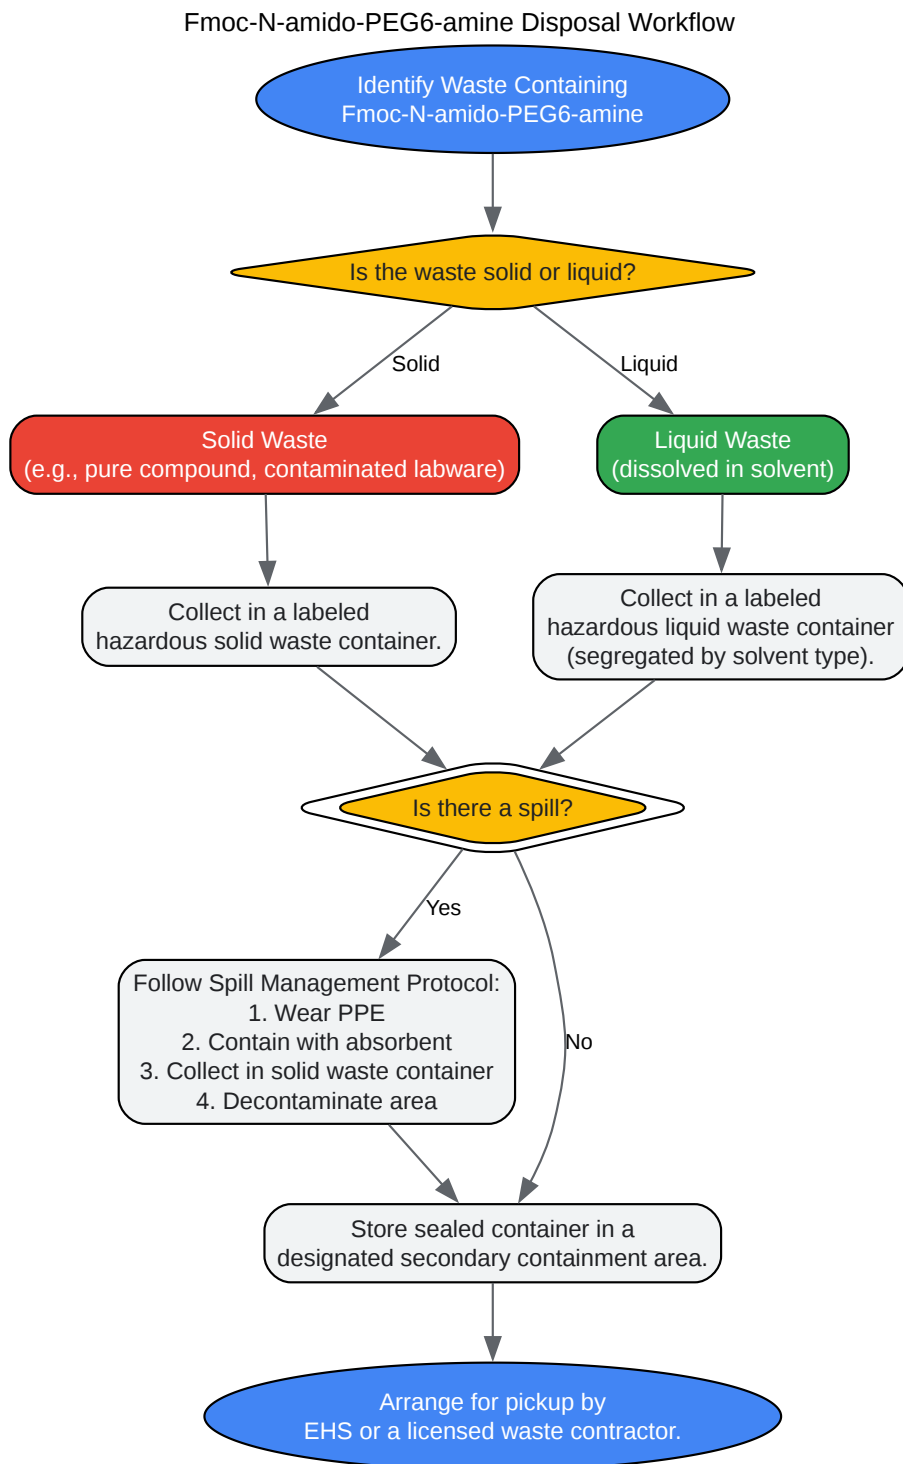 Fmoc-N-amido-PEG6-amine Disposal Workflow
Identify Waste Containing
Fmoc-N-amido-PEG6-amine
Is the waste solid or liquid?
Solid
Liquid
Solid Waste
(e.g., pure compound, contaminated labware)
Liquid Waste
(dissolved in solvent)
Collect in a labeled
hazardous solid waste container.
Collect in a labeled
hazardous liquid waste container
(segregated by solvent type).
Is there a spill?
Yes
No
Follow Spill Management Protocol:
1. Wear PPE
2. Contain with absorbent
3. Collect in solid waste container
4. Decontaminate area
Store sealed container in a
designated secondary containment area.
Arrange for pickup by
EHS or a licensed waste contractor.